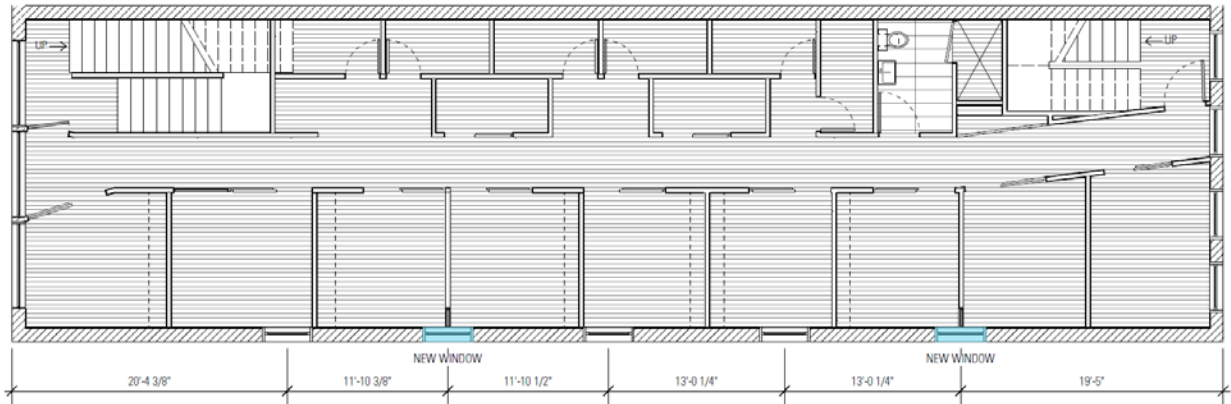 UP
UP
NEW WINDOW
NEW WINDOW
20'-4 3/8"
11'-10 3/8"
11'-10 1/2"
13'-0 1/4"
13'-0 1/4"
19'-5"